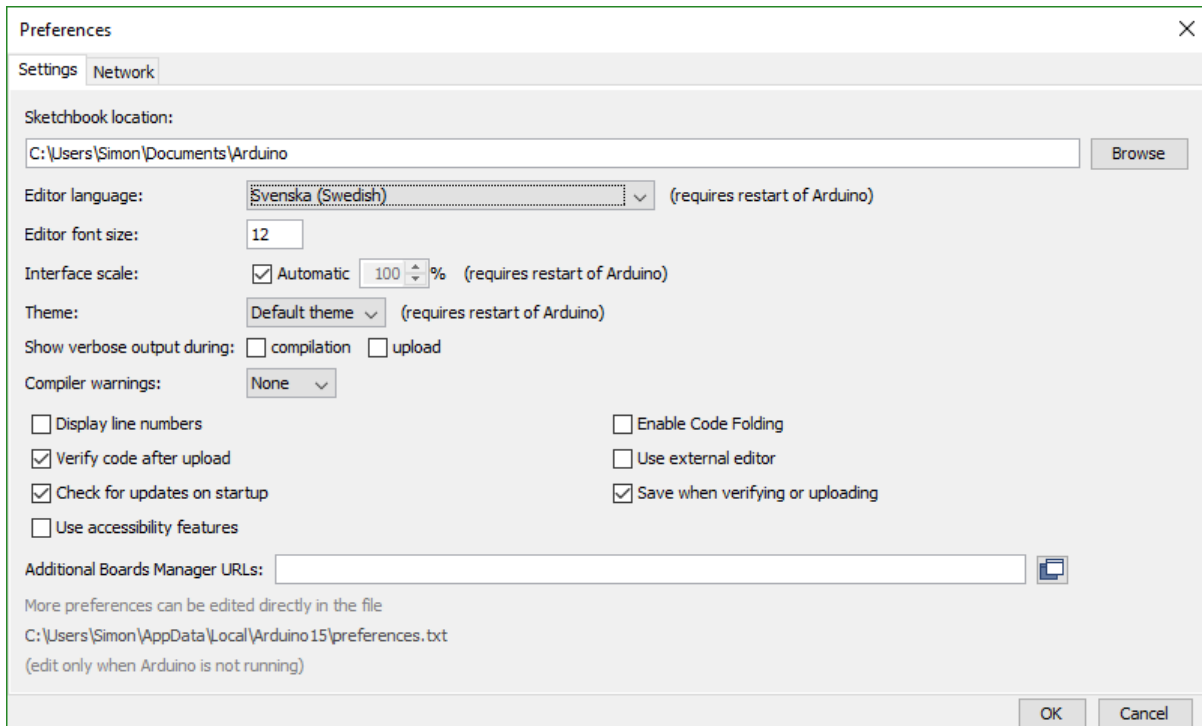 Preferences
Settings Network
Sketchbook location:
C:\Users\Simon\Documents\Arduino Browse
Editor language: Svenska (Swedish) (requires restart of Arduino)
Editor font size: 12
Interface scale: Automatic 100 % (requires restart of Arduino)
Theme: Default theme (requires restart of Arduino)
Show verbose output during: compilation upload
Compiler warnings: None
Display line numbers Enable Code Folding
Verify code after upload Use external editor
Check for updates on startup Save when verifying or uploading
Use accessibility features
Additional Boards Manager URLs:
More preferences can be edited directly in the file
C:\Users\Simon\AppData\Local\Arduino15\preferences.txt
(edit only when Arduino is not running)
OK Cancel